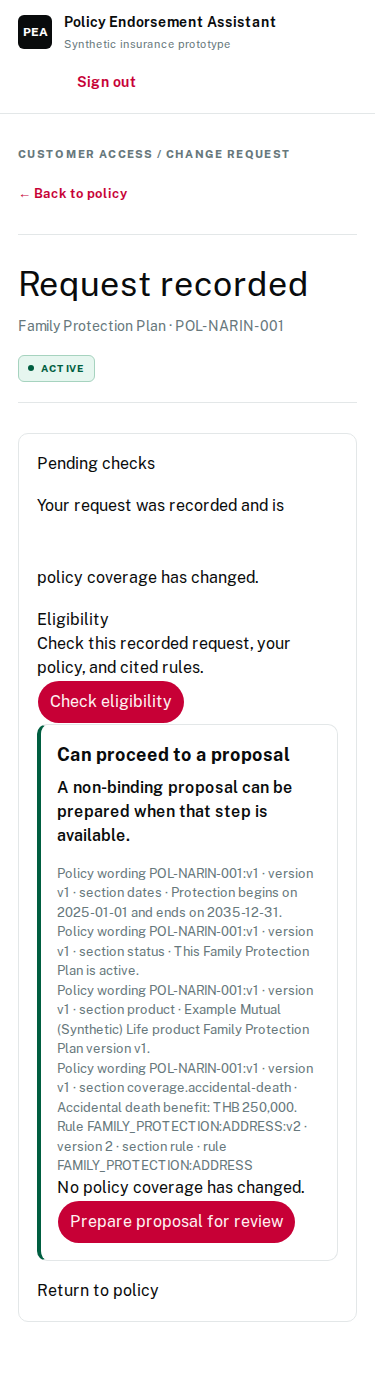 PEA
Policy Endorsement Assistant
Synthetic insurance prototype
Sign out
CUSTOMER ACCESS / CHANGE REQUEST
← Back to policy
Request recorded
Family Protection Plan · POL-NARIN-001
ACTIVE
Pending checks
Your request was recorded and is
policy coverage has changed.
Eligibility
Check this recorded request, your
policy, and cited rules.
Check eligibility
Can proceed to a proposal
A non-binding proposal can be
prepared when that step is
available.
Policy wording POL-NARIN-001:v1 · version
v1 · section dates · Protection begins on
2025-01-01 and ends on 2035-12-31.
Policy wording POL-NARIN-001:v1 · version
v1 · section status · This Family Protection
Plan is active.
Policy wording POL-NARIN-001:v1 · version
v1 · section product · Example Mutual
(Synthetic) Life product Family Protection
Plan version v1.
Policy wording POL-NARIN-001:v1 · version
v1 · section coverage.accidental-death ·
Accidental death benefit: THB 250,000.
Rule FAMILY_PROTECTION:ADDRESS:v2 ·
version 2 · section rule · rule
FAMILY_PROTECTION:ADDRESS
No policy coverage has changed.
Prepare proposal for review
Return to policy